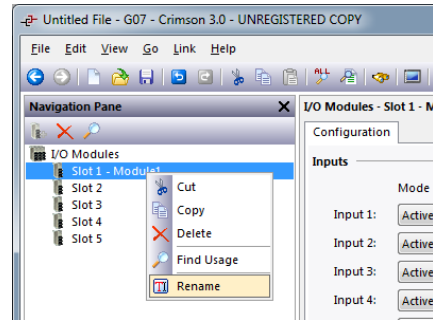 Untitled File - G07 - Crimson 3.0 - UNREGISTERED COPY
File Edit View Go Link Help
ALL
Navigation Pane
I/O Modules - Slot 1 - M
Configuration
I/O Modules
Inputs
Slot 1 - Module1
Slot 2
Slot 3
Slot 4
Slot 5
Cut
Copy
Delete
Find Usage
Rename
Mode
Input 1: Active
Input 2: Active
Input 3: Active
Input 4: Active